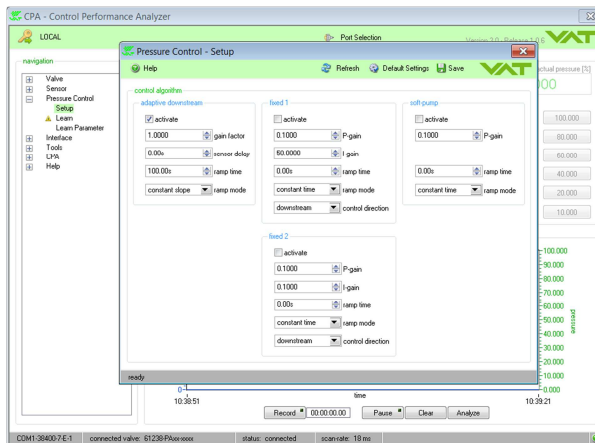 CPA - Control Performance Analyzer
LOCAL
Port Selection
Version 2.0 - Release 1.0.6
VAT
navigation
Valve
Sensor
Pressure Control
Setup
Learn
Learn Parameter
Interface
Tools
CPA
Help
Pressure Control - Setup
Help
Refresh
Default Settings
Save
VAT
control algorithm
adaptive downstream
activate
1.0000 gain factor
0.00s sensor delay
100.00s ramp time
constant slope ramp mode
fixed 1
activate
0.1000 P-gain
50.0000 I gain
0.00s ramp time
constant time ramp mode
downstream control direction
soft-pump
activate
0.1000 P-gain
0.00s ramp time
constant time ramp mode
fixed 2
activate
0.1000 P-gain
0.1000 I-gain
0.00s ramp time
constant time ramp mode
downstream control direction
ready
actual pressure [%]
100.000
80.000
60.000
40.000
20.000
10.000
100.000
90.000
80.000
70.000
60.000
50.000
40.000
30.000
20.000
10.000
0.000
pressure
0
10:38:51
time
10:39:21
Record
00:00:00.00
Pause
Clear
Analyze
COM1-38400-7-E-1
connected valve: 61238-PAxx-xxxx
status: connected
scan-rate: 18 ms